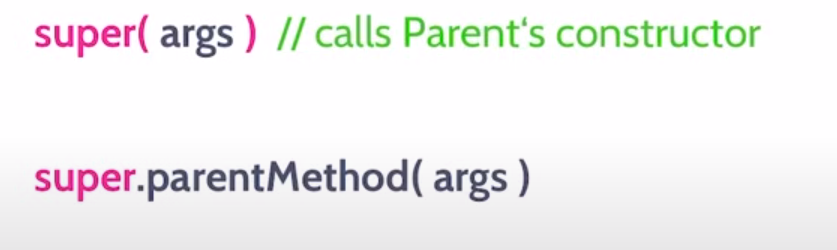 super( args ) // calls Parent‘s constructor
super.parentMethod( args )